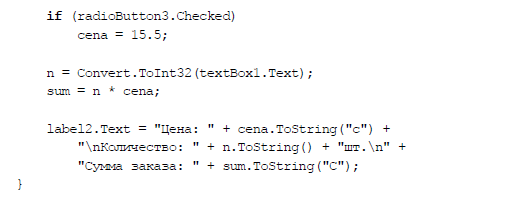 if (radioButton3.Checked)
cena = 15.5;
n = Convert.ToInt32(textBox1.Text);
sum = n * cena;
label2.Text = "Цена: " + cena.ToString("c") +
"\nКоличество: " + n.ToString() + "шт.\n" +
"Сумма заказа: " + sum.ToString("C");
}